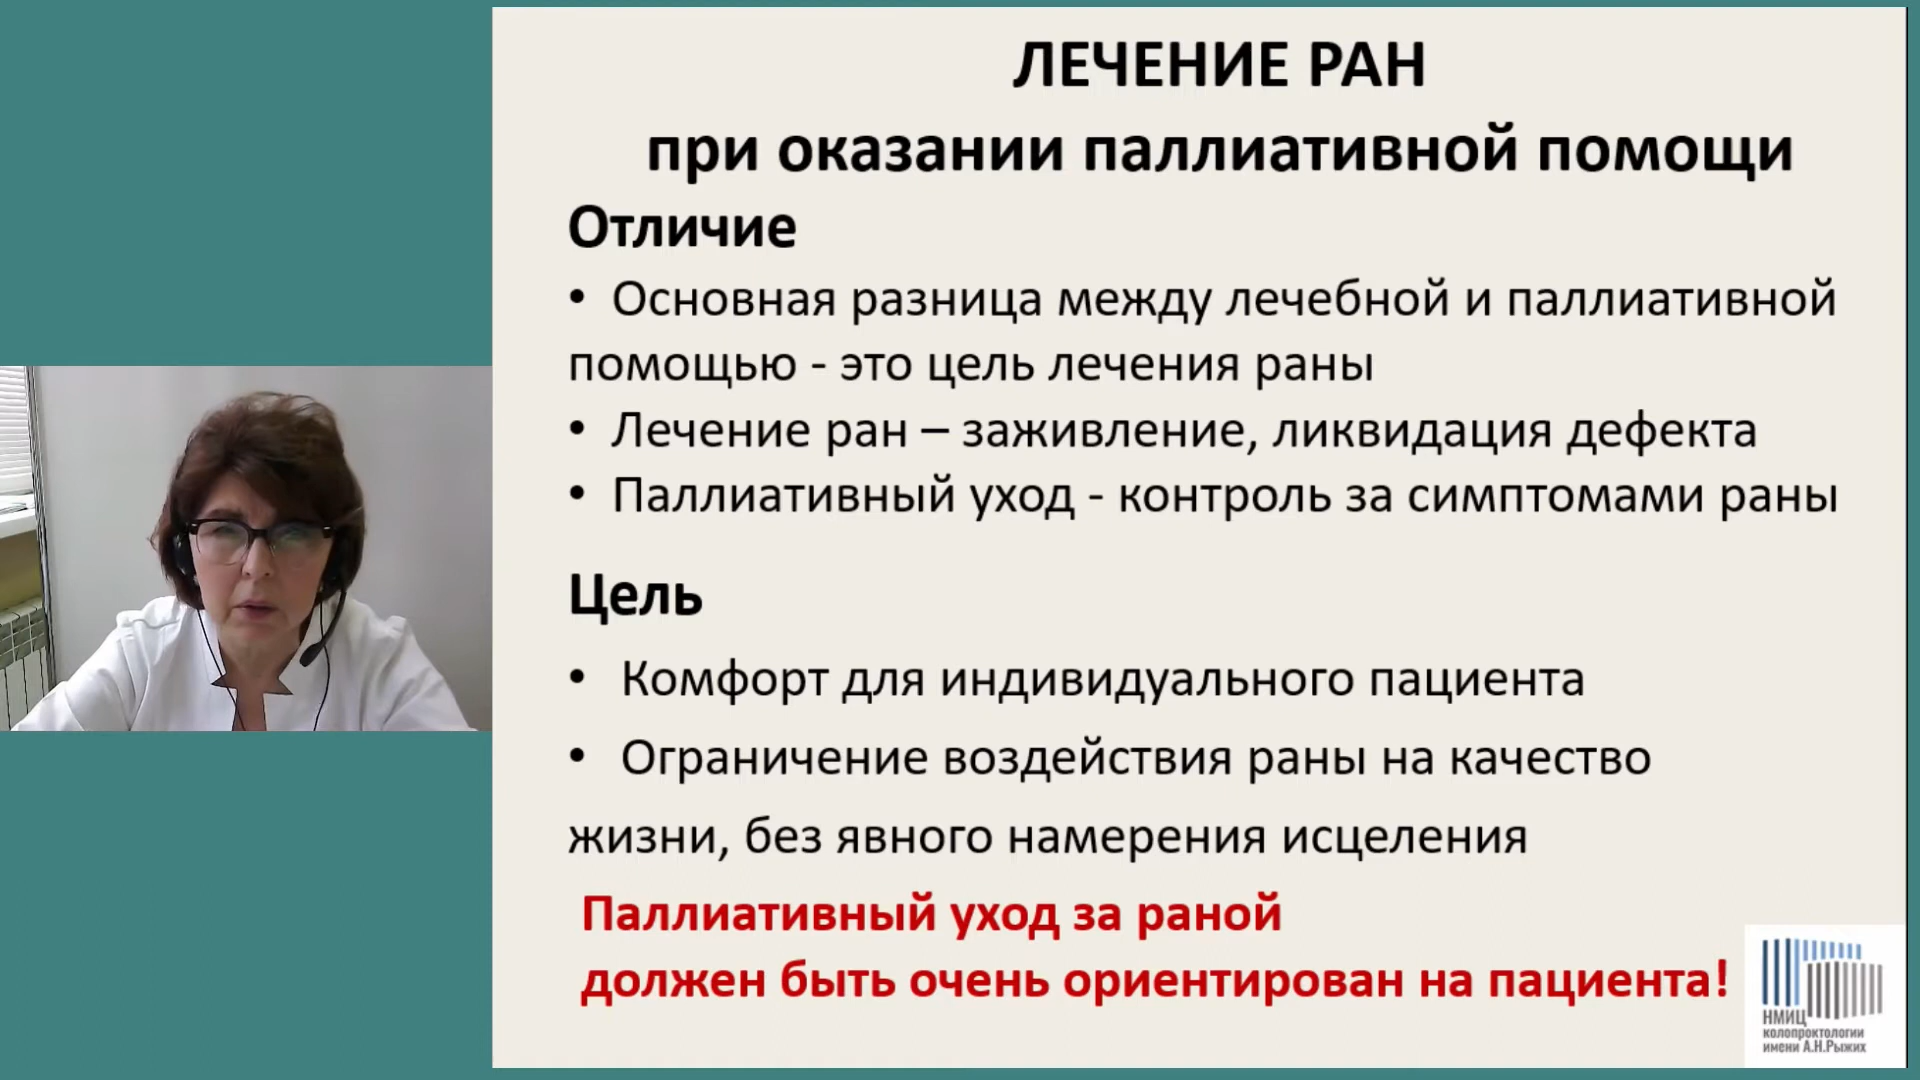 ЛЕЧЕНИЕ РАН
при оказании паллиативной помощи
Отличие
• Основная разница между лечебной и паллиативной
помощью - это цель лечения раны
• Лечение ран – заживление, ликвидация дефекта
• Паллиативный уход - контроль за симптомами раны
Цель
• Комфорт для индивидуального пациента
• Ограничение воздействия раны на качество
жизни, без явного намерения исцеления
Паллиативный уход за раной
должен быть очень ориентирован на пациента!
НМИЦ
колопроктологии
имени А.Н.Рыжих